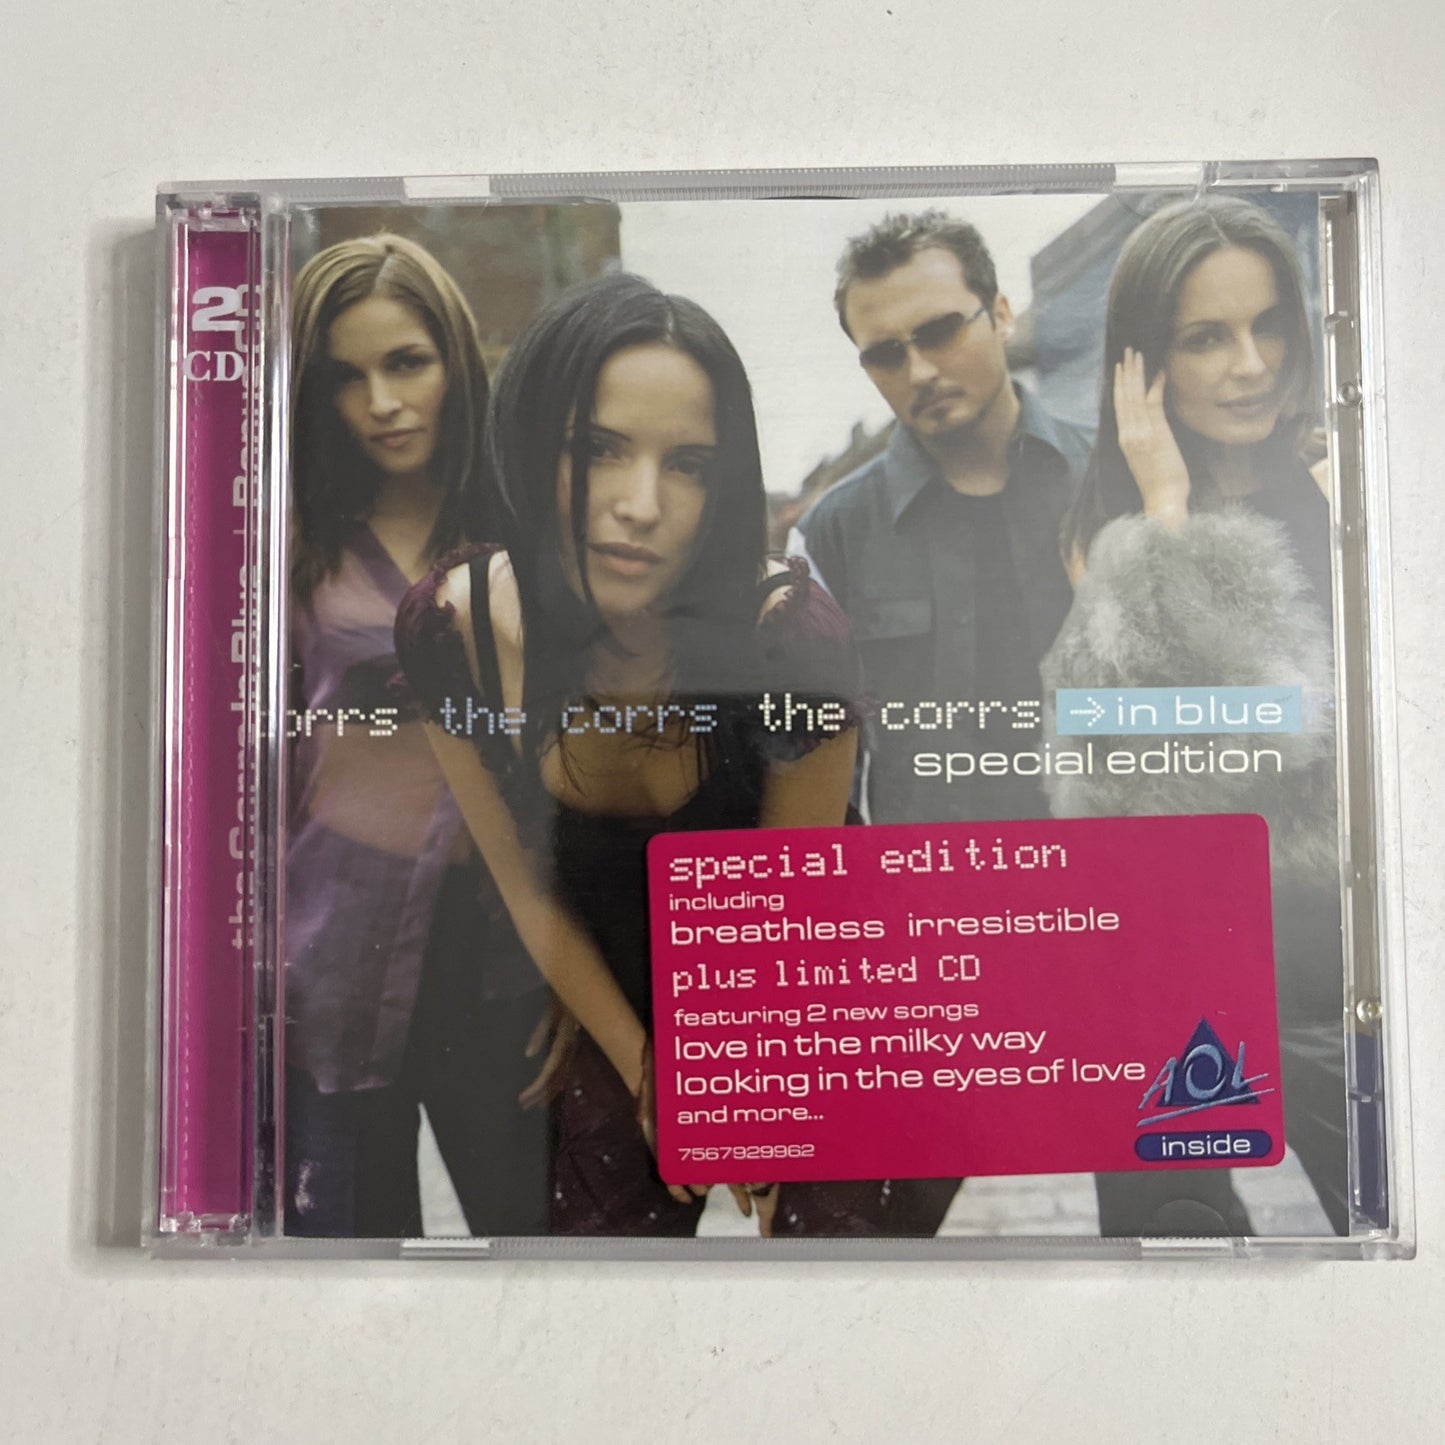 2
CD
the Corrs - In Blue
corrs the corrs the corrs → in blue
special edition
special edition
including
breathless irresistible
plus limited CD
featuring 2 new songs
love in the milky way
looking in the eyes of love
and more...
7567929962
AOL
inside